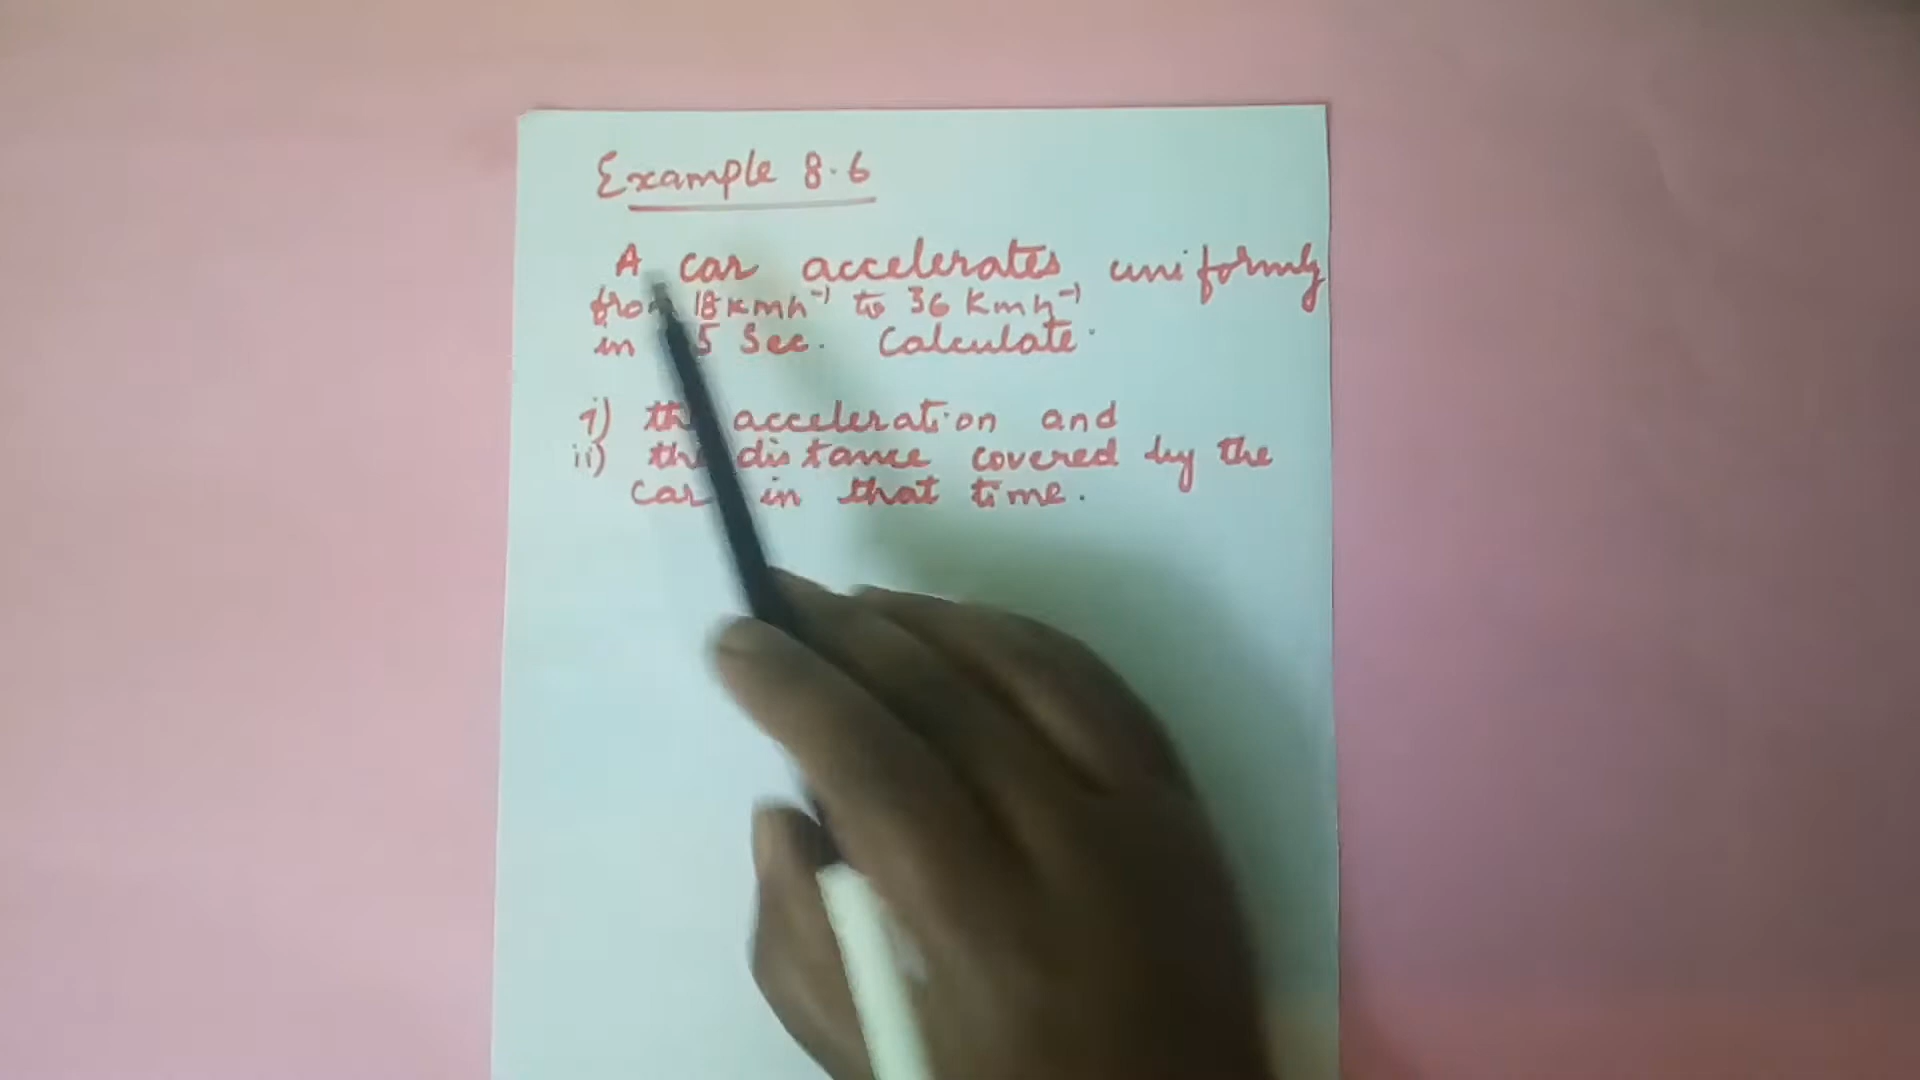 Example 8.6
A car accelerates uniformly
from 18 kmh⁻¹ to 36 Kmh⁻¹
in 5 Sec. Calculate
i) the acceleration and
ii) the distance covered by the
car in that time.